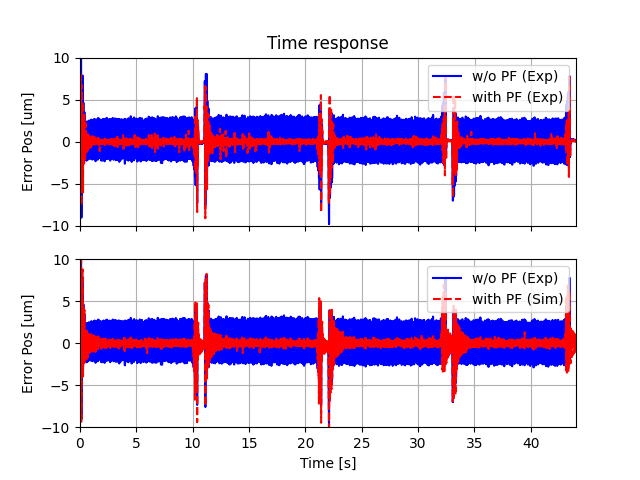 Time response
Error Pos [um]
10
5
0
−5
−10
w/o PF (Exp)
with PF (Exp)
Error Pos [um]
10
5
0
−5
−10
w/o PF (Exp)
with PF (Sim)
0 5 10 15 20 25 30 35 40
Time [s]